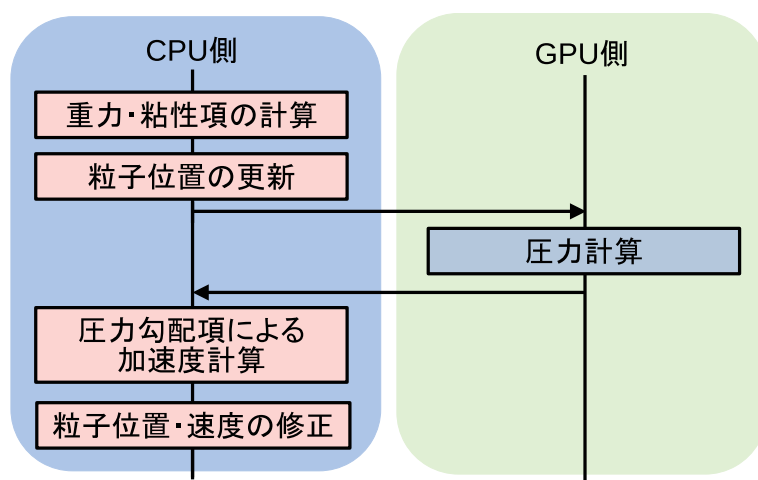 CPU側
GPU側
重力・粘性項の計算
粒子位置の更新
圧力計算
圧力勾配項による
加速度計算
粒子位置・速度の修正